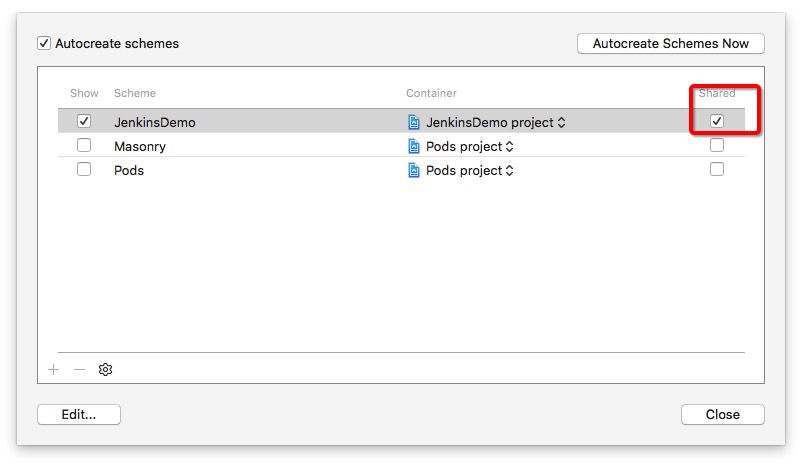 Autocreate schemes Autocreate Schemes Now
Show Scheme Container Shared
JenkinsDemo JenkinsDemo project
Masonry Pods project
Pods Pods project
Edit... Close